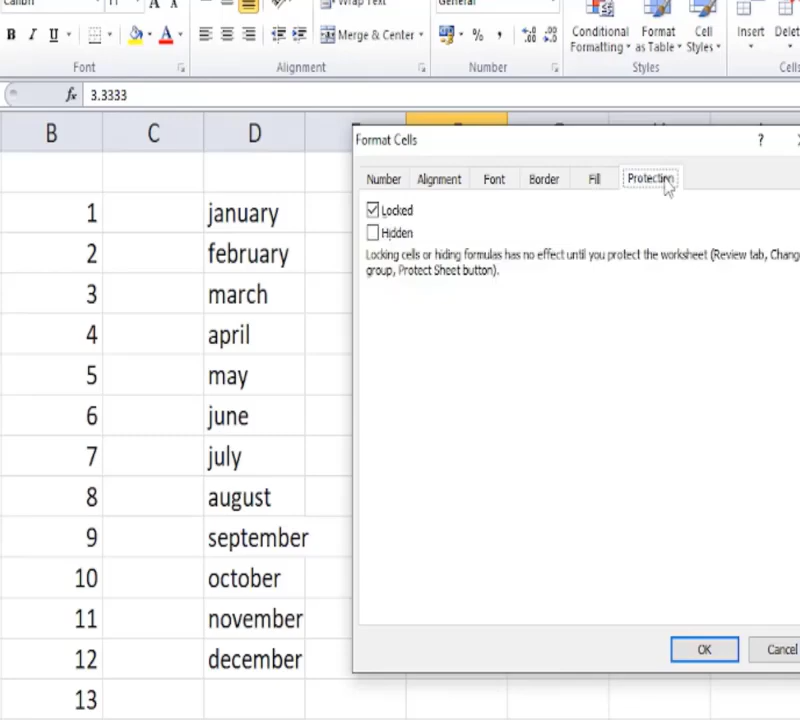 Calibri
11
A
A
Wrap Text
General
B I U
A
Merge & Center
%
,
Conditional
Formatting
Format
as Table
Cell
Styles
Insert
Font
Alignment
Number
Styles
Cells
fx 3.3333
B C D
Format Cells
?
Number Alignment Font Border Fill Protection
Locked
Hidden
Locking cells or hiding formulas has no effect until you protect the worksheet (Review tab,
group, Protect Sheet button).
OK Cancel
1 january
2 february
3 march
4 april
5 may
6 june
7 july
8 august
9 september
10 october
11 november
12 december
13